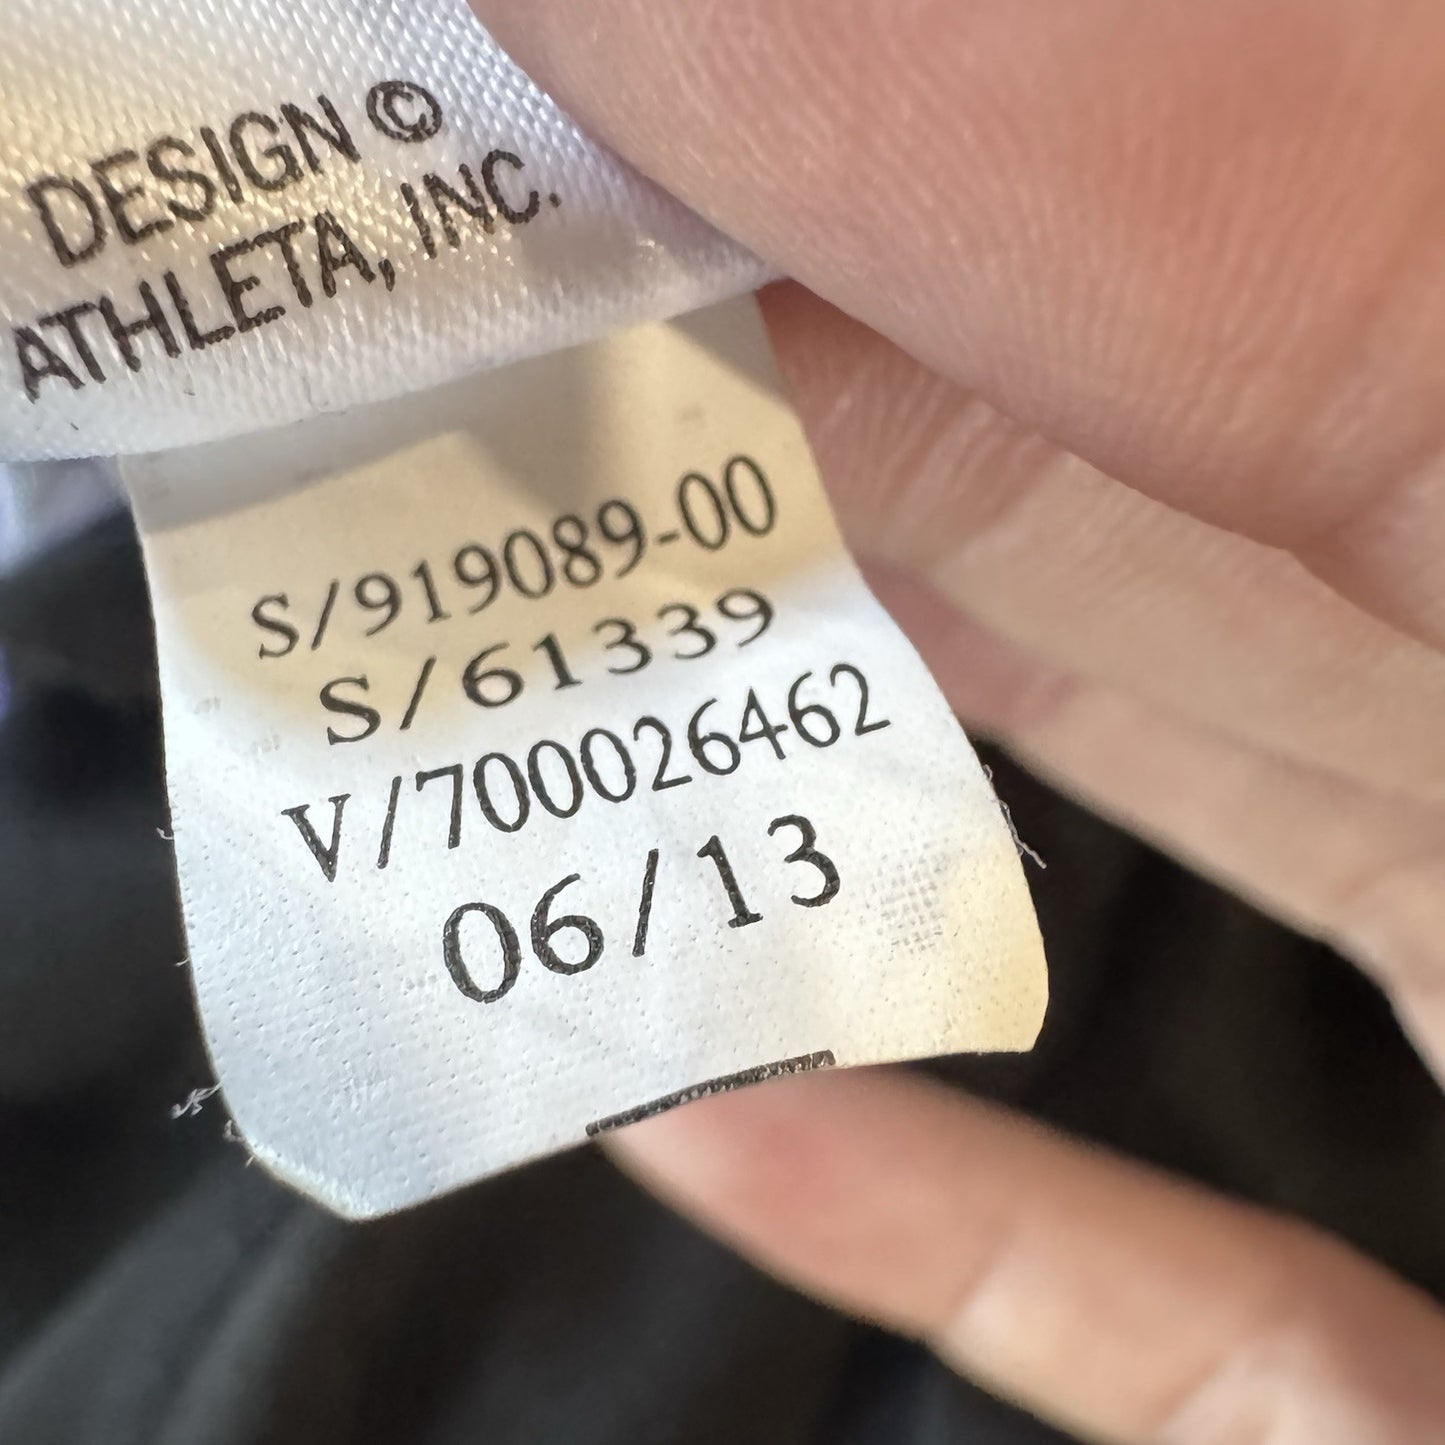 DESIGN ©
ATHLETA, INC.
S/919089-00
S/61339
V/700026462
06/13